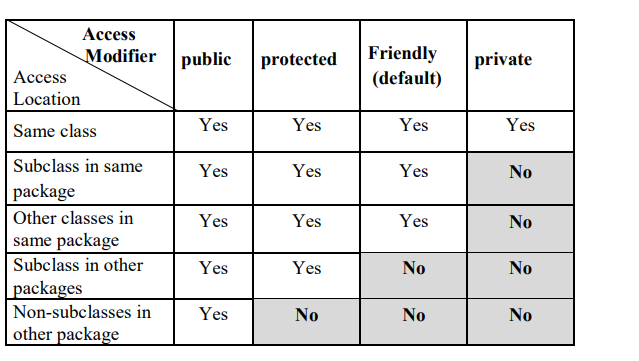 Access
Modifier
Access
Location
public
protected
Friendly
(default)
private
Same class
Yes
Yes
Yes
Yes
Subclass in same
package
Yes
Yes
Yes
No
Other classes in
same package
Yes
Yes
Yes
No
Subclass in other
packages
Yes
Yes
No
No
Non-subclasses in
other package
Yes
No
No
No